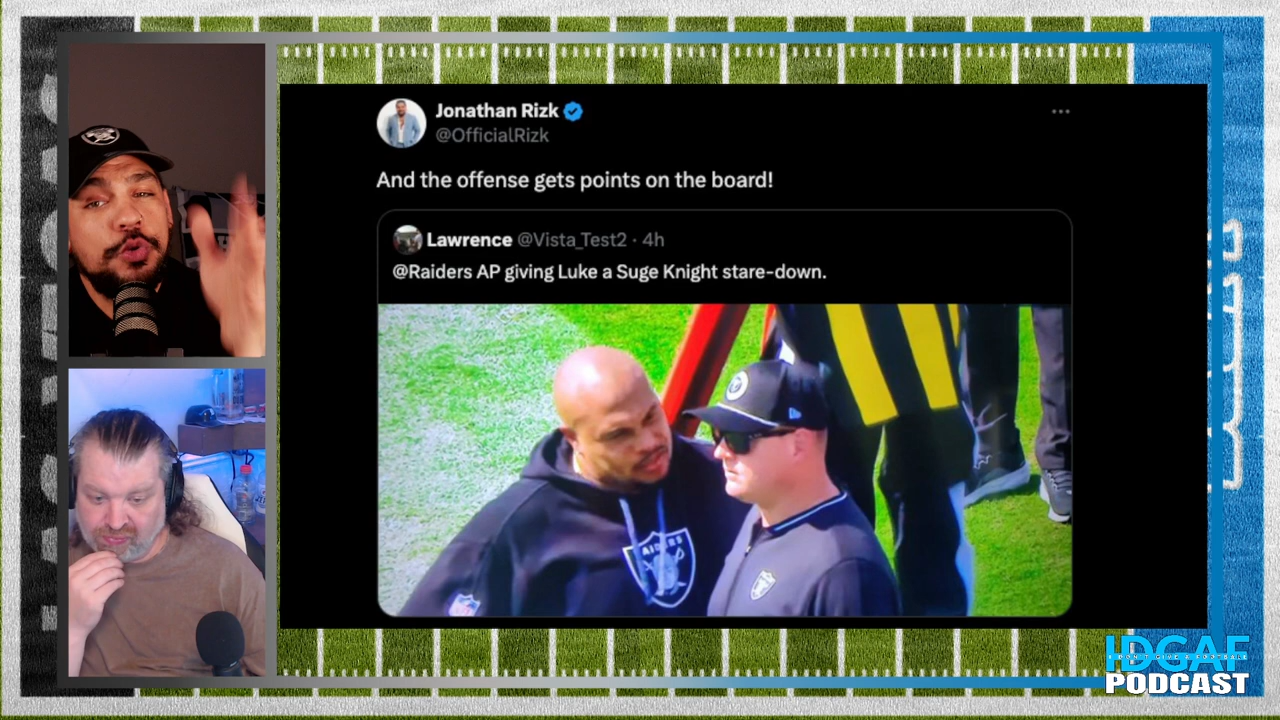 Jonathan Rizk
@OfficialRizk
And the offense gets points on the board!
Lawrence @Vista_Test2 · 4h
@Raiders AP giving Luke a Suge Knight stare-down.
RAIDERS
NFL
IDGAF
PODCAST